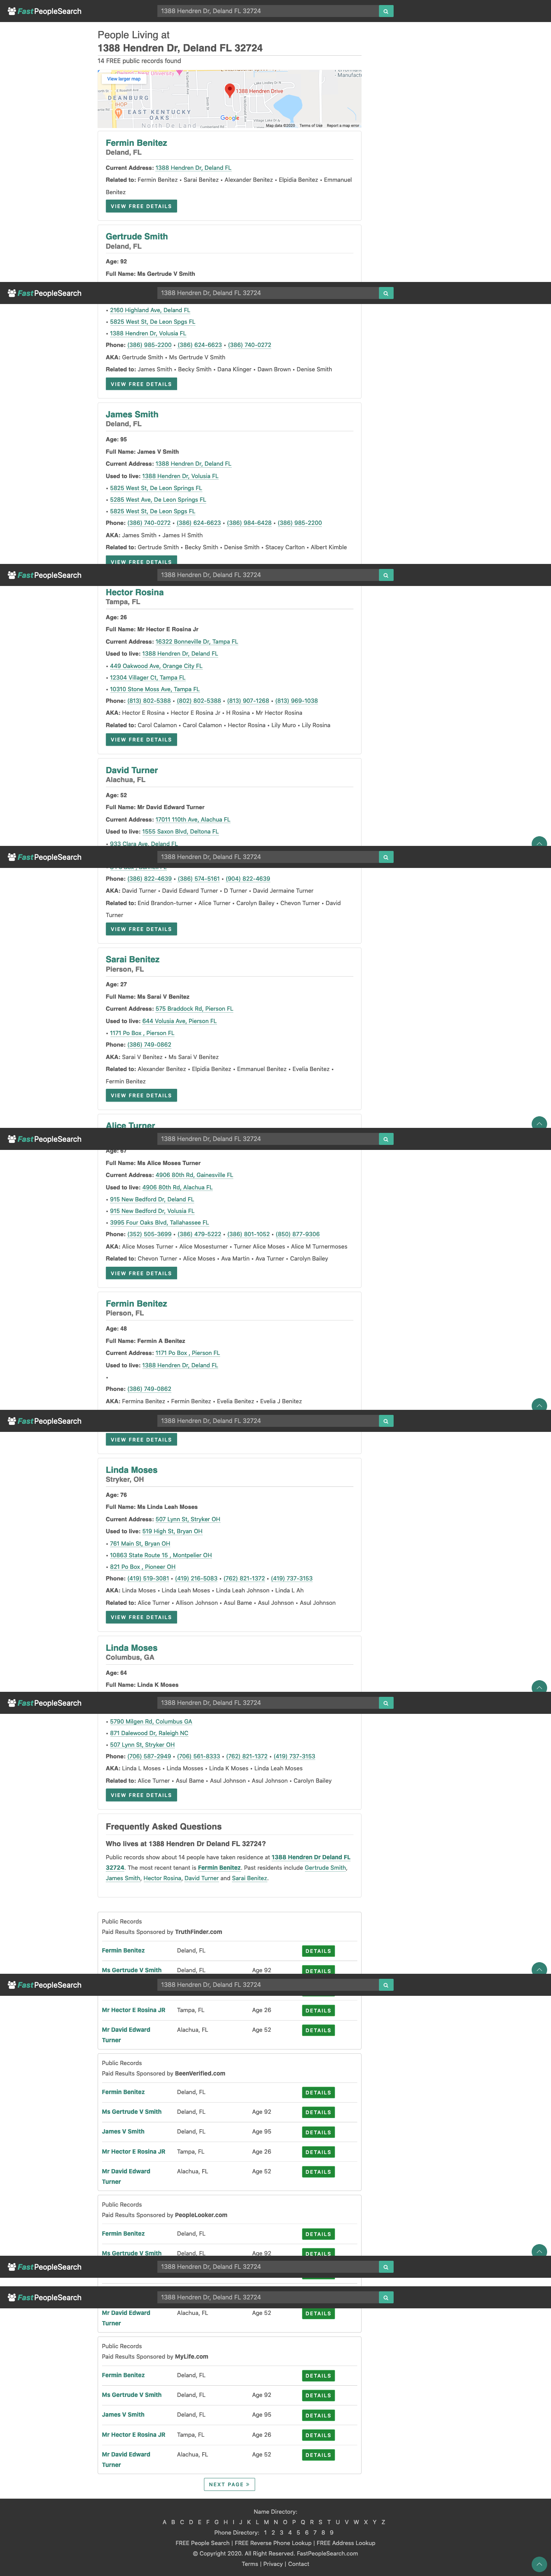 FastPeopleSearch
1388 Hendren Dr, Deland FL 32724
People Living at
1388 Hendren Dr, Deland FL 32724
14 FREE public records found
View larger map
Manufactu
Home
DEANBURG
1388 Hendren Drive
IHOP
EAST KENTUCKY
OAKS
North DeLand
Google
Map data ©2020 Terms of Use Report a map error
Fermin Benitez
Deland, FL
Current Address: 1388 Hendren Dr, Deland FL
Related to: Fermin Benitez • Sarai Benitez • Alexander Benitez • Elpidia Benitez • Emmanuel
Benitez
VIEW FREE DETAILS
Gertrude Smith
Deland, FL
Age: 92
Full Name: Ms Gertrude V Smith
FastPeopleSearch
1388 Hendren Dr, Deland FL 32724
• 2160 Highland Ave, Deland FL
• 5825 West St, De Leon Spgs FL
• 1388 Hendren Dr, Volusia FL
Phone: (386) 985-2200 • (386) 624-6623 • (386) 740-0272
AKA: Gertrude Smith • Ms Gertrude V Smith
Related to: James Smith • Becky Smith • Dana Klinger • Dawn Brown • Denise Smith
VIEW FREE DETAILS
James Smith
Deland, FL
Age: 95
Full Name: James V Smith
Current Address: 1388 Hendren Dr, Deland FL
Used to live: 1388 Hendren Dr, Volusia FL
• 5825 West St, De Leon Springs FL
• 5285 West Ave, De Leon Springs FL
• 5825 West St, De Leon Spgs FL
Phone: (386) 740-0272 • (386) 624-6623 • (386) 984-6428 • (386) 985-2200
AKA: James Smith • James H Smith
Related to: Gertrude Smith • Becky Smith • Denise Smith • Stacey Carlton • Albert Kimble
VIEW FREE DETAILS
FastPeopleSearch
1388 Hendren Dr, Deland FL 32724
Hector Rosina
Tampa, FL
Age: 26
Full Name: Mr Hector E Rosina Jr
Current Address: 16322 Bonneville Dr, Tampa FL
Used to live: 1388 Hendren Dr, Deland FL
• 449 Oakwood Ave, Orange City FL
• 12304 Villager Ct, Tampa FL
• 10310 Stone Moss Ave, Tampa FL
Phone: (813) 802-5388 • (802) 802-5388 • (813) 907-1268 • (813) 969-1038
AKA: Hector E Rosina • Hector E Rosina Jr • H Rosina • Mr Hector Rosina
Related to: Carol Calamon • Carol Calamon • Hector Rosina • Lily Muro • Lily Rosina
VIEW FREE DETAILS
David Turner
Alachua, FL
Age: 52
Full Name: Mr David Edward Turner
Current Address: 17011 110th Ave, Alachua FL
Used to live: 1555 Saxon Blvd, Deltona FL
• 933 Clara Ave, Deland FL
FastPeopleSearch
1388 Hendren Dr, Deland FL 32724
Phone: (386) 822-4639 • (386) 574-5161 • (904) 822-4639
AKA: David Turner • David Edward Turner • D Turner • David Jermaine Turner
Related to: Enid Brandon-turner • Alice Turner • Carolyn Bailey • Chevon Turner • David
Turner
VIEW FREE DETAILS
Sarai Benitez
Pierson, FL
Age: 27
Full Name: Ms Sarai V Benitez
Current Address: 575 Braddock Rd, Pierson FL
Used to live: 644 Volusia Ave, Pierson FL
• 1171 Po Box , Pierson FL
Phone: (386) 749-0862
AKA: Sarai V Benitez • Ms Sarai V Benitez
Related to: Alexander Benitez • Elpidia Benitez • Emmanuel Benitez • Evelia Benitez •
Fermin Benitez
VIEW FREE DETAILS
Alice Turner
FastPeopleSearch
1388 Hendren Dr, Deland FL 32724
Age: 67
Full Name: Ms Alice Moses Turner
Current Address: 4906 80th Rd, Gainesville FL
Used to live: 4906 80th Rd, Alachua FL
• 915 New Bedford Dr, Deland FL
• 915 New Bedford Dr, Volusia FL
• 3995 Four Oaks Blvd, Tallahassee FL
Phone: (352) 505-3699 • (386) 479-5222 • (386) 801-1052 • (850) 877-9306
AKA: Alice Moses Turner • Alice Mosesturner • Turner Alice Moses • Alice M Turnermoses
Related to: Chevon Turner • Alice Moses • Ava Martin • Ava Turner • Carolyn Bailey
VIEW FREE DETAILS
Fermin Benitez
Pierson, FL
Age: 48
Full Name: Fermin A Benitez
Current Address: 1171 Po Box , Pierson FL
Used to live: 1388 Hendren Dr, Deland FL
•
Phone: (386) 749-0862
AKA: Fermina Benitez • Fermin Benitez • Evelia Benitez • Evelia J Benitez
FastPeopleSearch
1388 Hendren Dr, Deland FL 32724
VIEW FREE DETAILS
Linda Moses
Stryker, OH
Age: 76
Full Name: Ms Linda Leah Moses
Current Address: 507 Lynn St, Stryker OH
Used to live: 519 High St, Bryan OH
• 761 Main St, Bryan OH
• 10863 State Route 15 , Montpelier OH
• 621 Po Box , Pioneer OH
Phone: (419) 519-3081 • (419) 216-5083 • (762) 821-1372 • (419) 737-3153
AKA: Linda Moses • Linda Leah Moses • Linda Leah Johnson • Linda L Ah
Related to: Alice Turner • Allison Johnson • Asul Bame • Asul Johnson • Asul Johnson
VIEW FREE DETAILS
Linda Moses
Columbus, GA
Age: 64
Full Name: Linda K Moses
FastPeopleSearch
1388 Hendren Dr, Deland FL 32724
• 5790 Milgen Rd, Columbus GA
• 871 Dalewood Dr, Raleigh NC
• 507 Lynn St, Stryker OH
Phone: (706) 587-2949 • (706) 561-8333 • (762) 821-1372 • (419) 737-3153
AKA: Linda L Moses • Linda Mosses • Linda K Moses • Linda Leah Moses
Related to: Alice Turner • Asul Bame • Asul Johnson • Asul Johnson • Carolyn Bailey
VIEW FREE DETAILS
Frequently Asked Questions
Who lives at 1388 Hendren Dr Deland FL 32724?
Public records show about 14 people have taken residence at 1388 Hendren Dr Deland FL
32724. The most recent tenant is Fermin Benitez. Past residents include Gertrude Smith,
James Smith, Hector Rosina, David Turner and Sarai Benitez.
Public Records
Paid Results Sponsored by TruthFinder.com
Fermin Benitez Deland, FL DETAILS
Ms Gertrude V Smith Deland, FL Age 92 DETAILS
FastPeopleSearch
1388 Hendren Dr, Deland FL 32724
Mr Hector E Rosina JR Tampa, FL Age 26 DETAILS
Mr David Edward Alachua, FL Age 52 DETAILS
Turner
Public Records
Paid Results Sponsored by BeenVerified.com
Fermin Benitez Deland, FL DETAILS
Ms Gertrude V Smith Deland, FL Age 92 DETAILS
James V Smith Deland, FL Age 95 DETAILS
Mr Hector E Rosina JR Tampa, FL Age 26 DETAILS
Mr David Edward Alachua, FL Age 52 DETAILS
Turner
Public Records
Paid Results Sponsored by PeopleLooker.com
Fermin Benitez Deland, FL DETAILS
Ms Gertrude V Smith Deland, FL Age 92 DETAILS
FastPeopleSearch
1388 Hendren Dr, Deland FL 32724
FastPeopleSearch
1388 Hendren Dr, Deland FL 32724
Mr David Edward Alachua, FL Age 52 DETAILS
Turner
Public Records
Paid Results Sponsored by MyLife.com
Fermin Benitez Deland, FL DETAILS
Ms Gertrude V Smith Deland, FL Age 92 DETAILS
James V Smith Deland, FL Age 95 DETAILS
Mr Hector E Rosina JR Tampa, FL Age 26 DETAILS
Mr David Edward Alachua, FL Age 52 DETAILS
Turner
NEXT PAGE »
Name Directory:
A B C D E F G H I J K L M N O P Q R S T U V W X Y Z
Phone Directory: 1 2 3 4 5 6 7 8 9
FREE People Search | FREE Reverse Phone Lookup | FREE Address Lookup
© Copyright 2020. All Right Reserved. FastPeopleSearch.com
Terms | Privacy | Contact